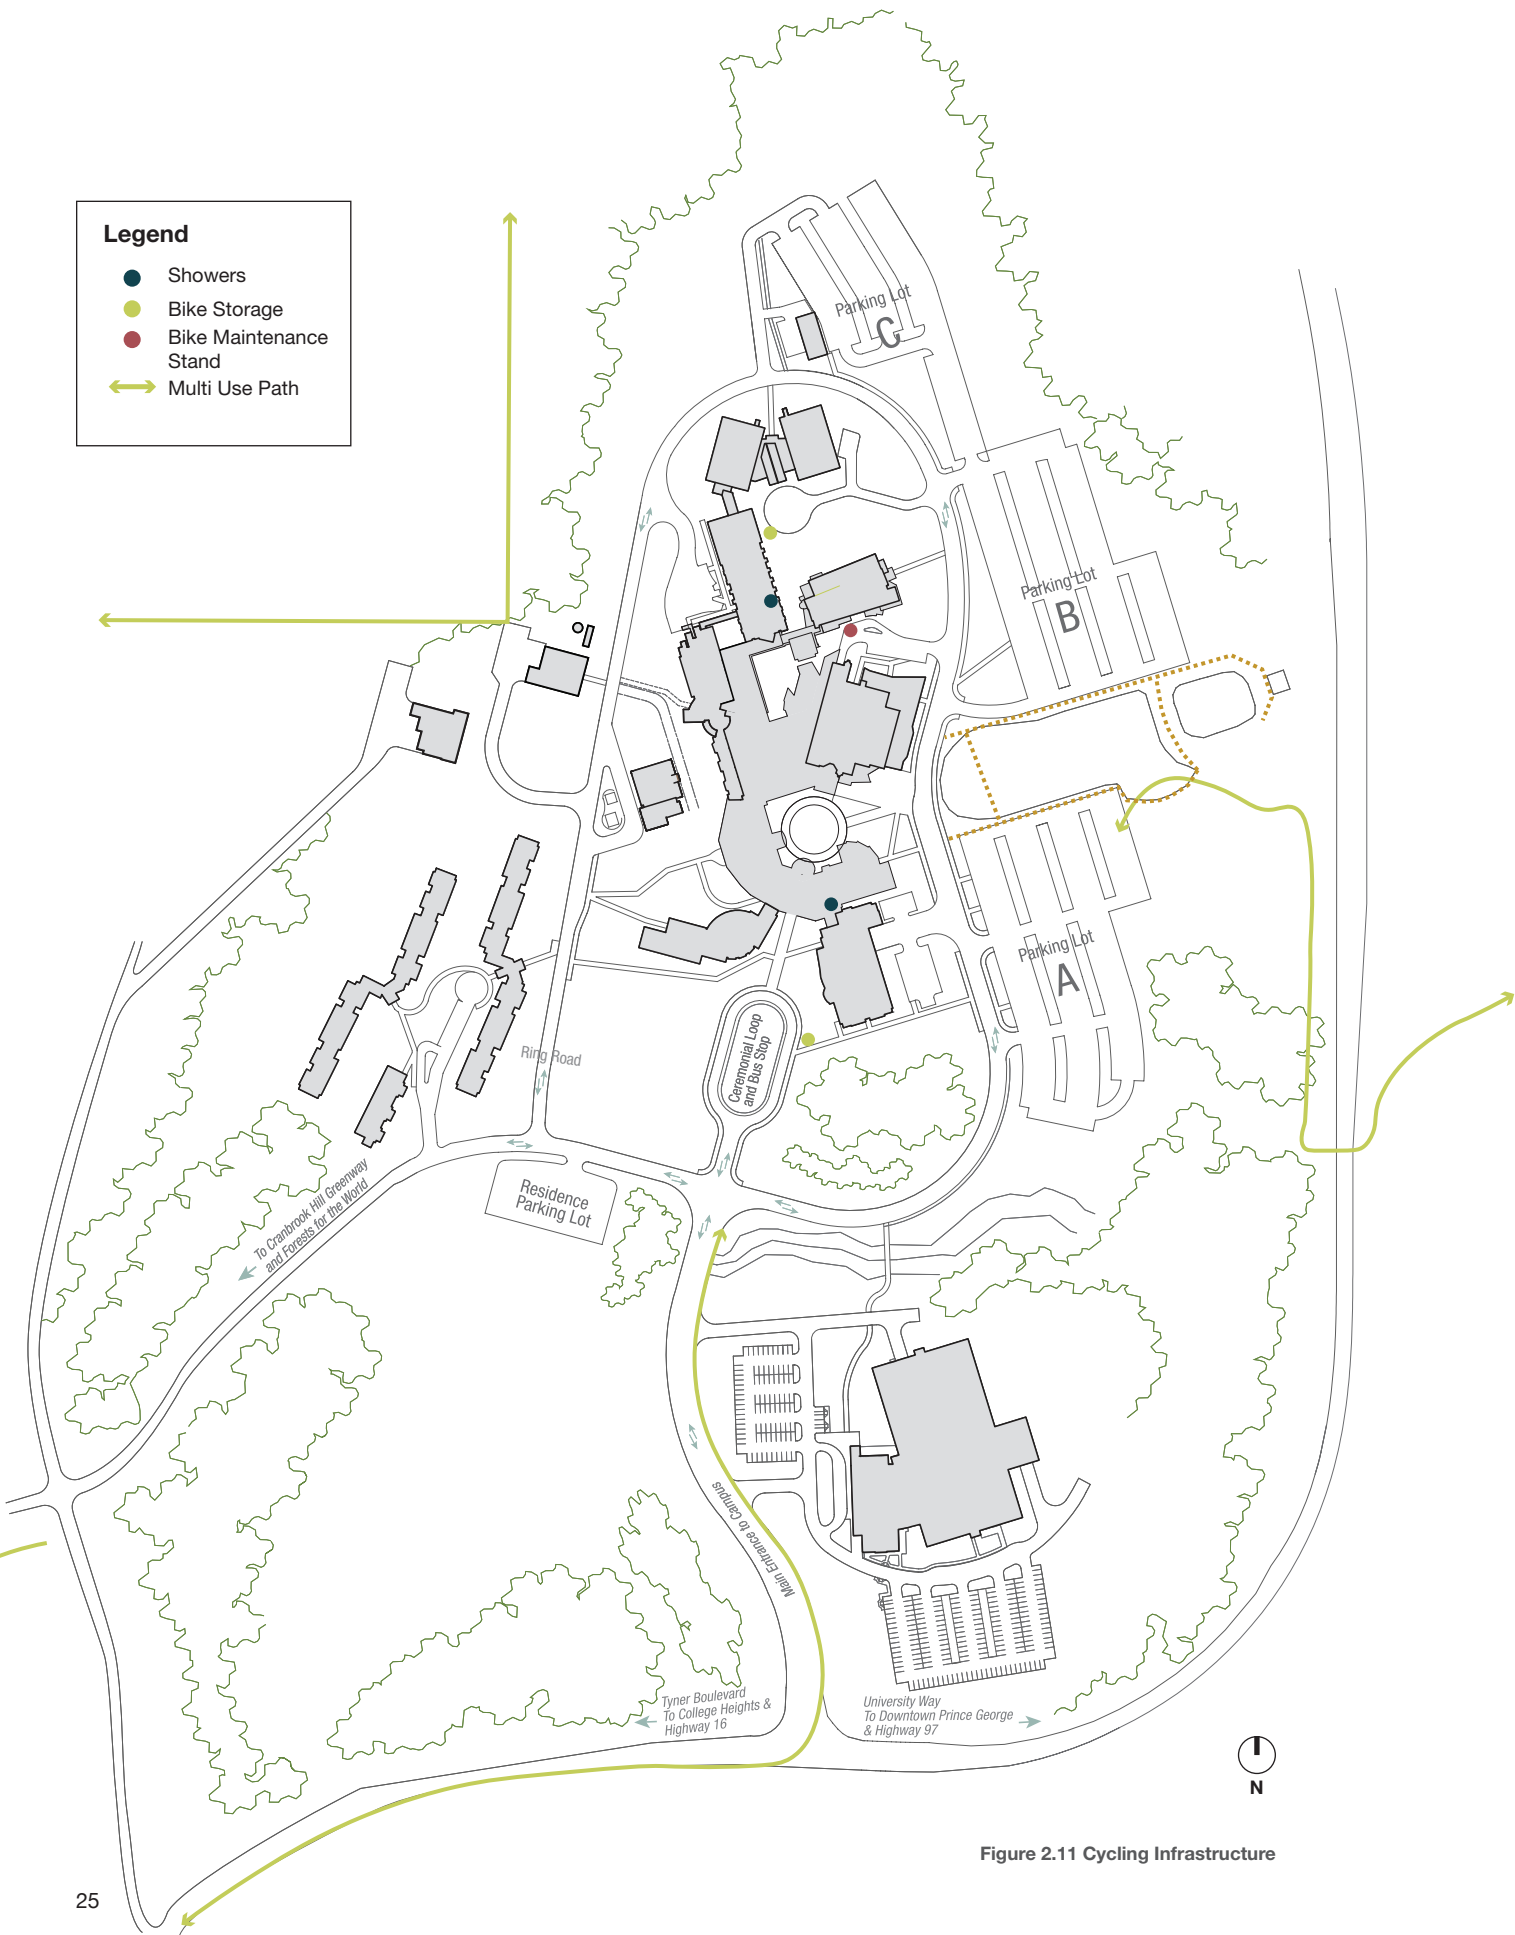 Legend
Showers
Bike Storage
Bike Maintenance
Stand
Multi Use Path
Parking Lot
C
Parking Lot
B
Parking Lot
A
Ring Road
Ceremonial Loop
and Bus Stop
Residence
Parking Lot
To Cranbrook Hill Greenway
and Forests for the World
Main Entrance to Campus
Tyner Boulevard
To College Heights &
Highway 16
University Way
To Downtown Prince George
& Highway 97
N
Figure 2.11 Cycling Infrastructure
25